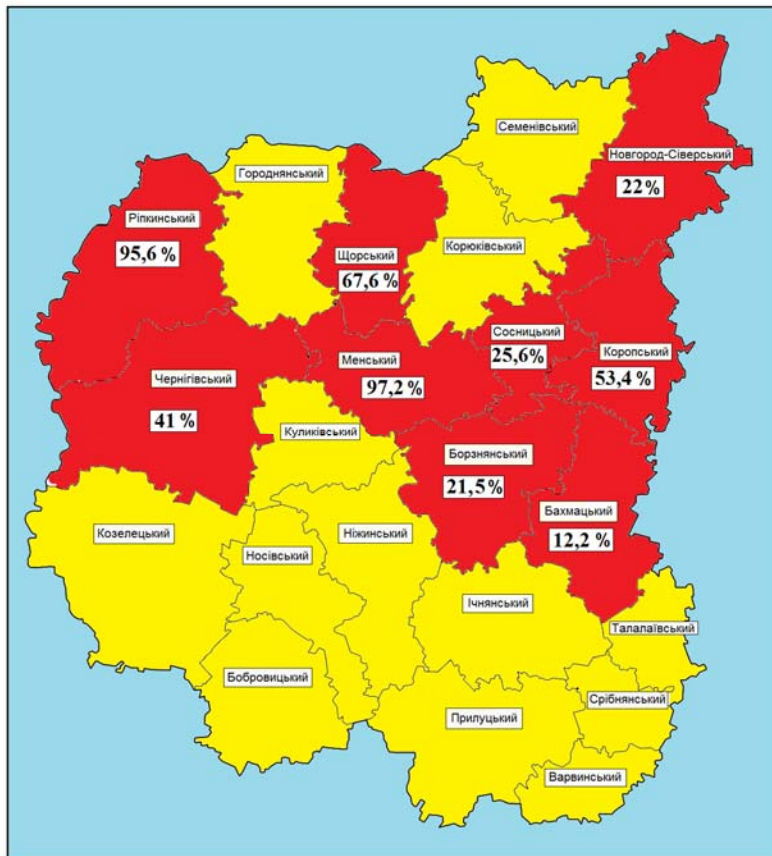 Семенівський
Новгород-Сіверський
22%
Городнянський
Ріпкинський
95,6 %
Щорський
67,6 %
Корюківський
Сосницький
25,6%
Коропський
53,4 %
Менський
97,2 %
Чернігівський
41 %
Куликівський
Борзнянський
21,5%
Бахмацький
12,2 %
Козелецький
Носівський
Ніжинський
Ічнянський
Талалаївський
Бобровицький
Прилуцький
Срібнянський
Варвинський